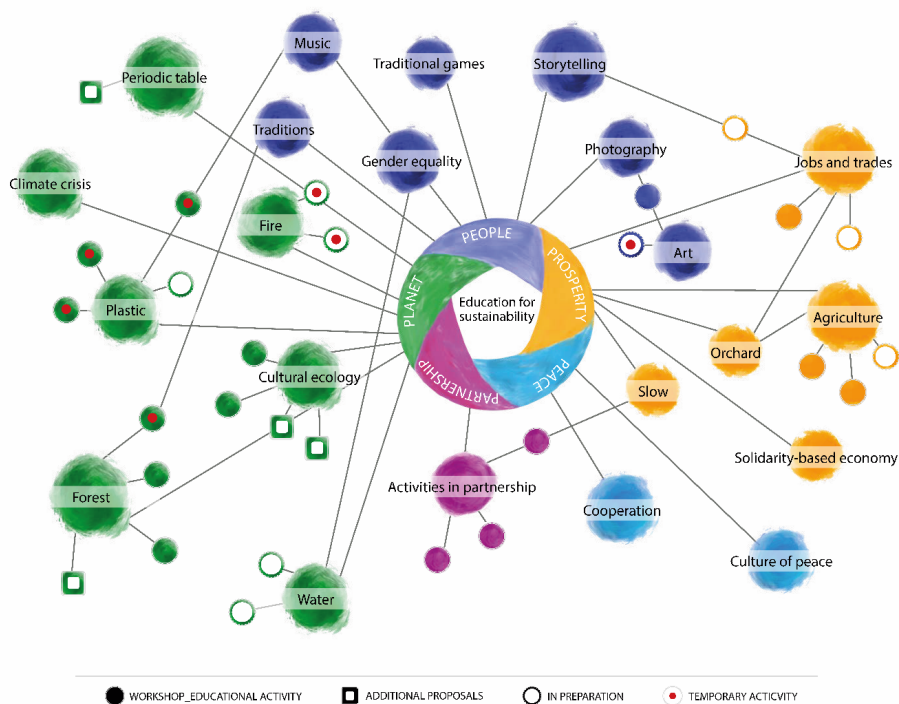 Music
Traditional games
Storytelling
Periodic table
Traditions
Gender equality
Photography
Jobs and trades
Climate crisis
Fire
Art
PEOPLE
PROSPERITY
PLANET
Education for
sustainability
Plastic
Agriculture
Orchard
PARTNERSHIP
PEACE
Cultural ecology
Slow
Solidarity-based economy
Activities in partnership
Forest
Cooperation
Culture of peace
Water
WORKSHOP_EDUCATIONAL ACTIVITY
ADDITIONAL PROPOSALS
IN PREPARATION
TEMPORARY ACTICVITY